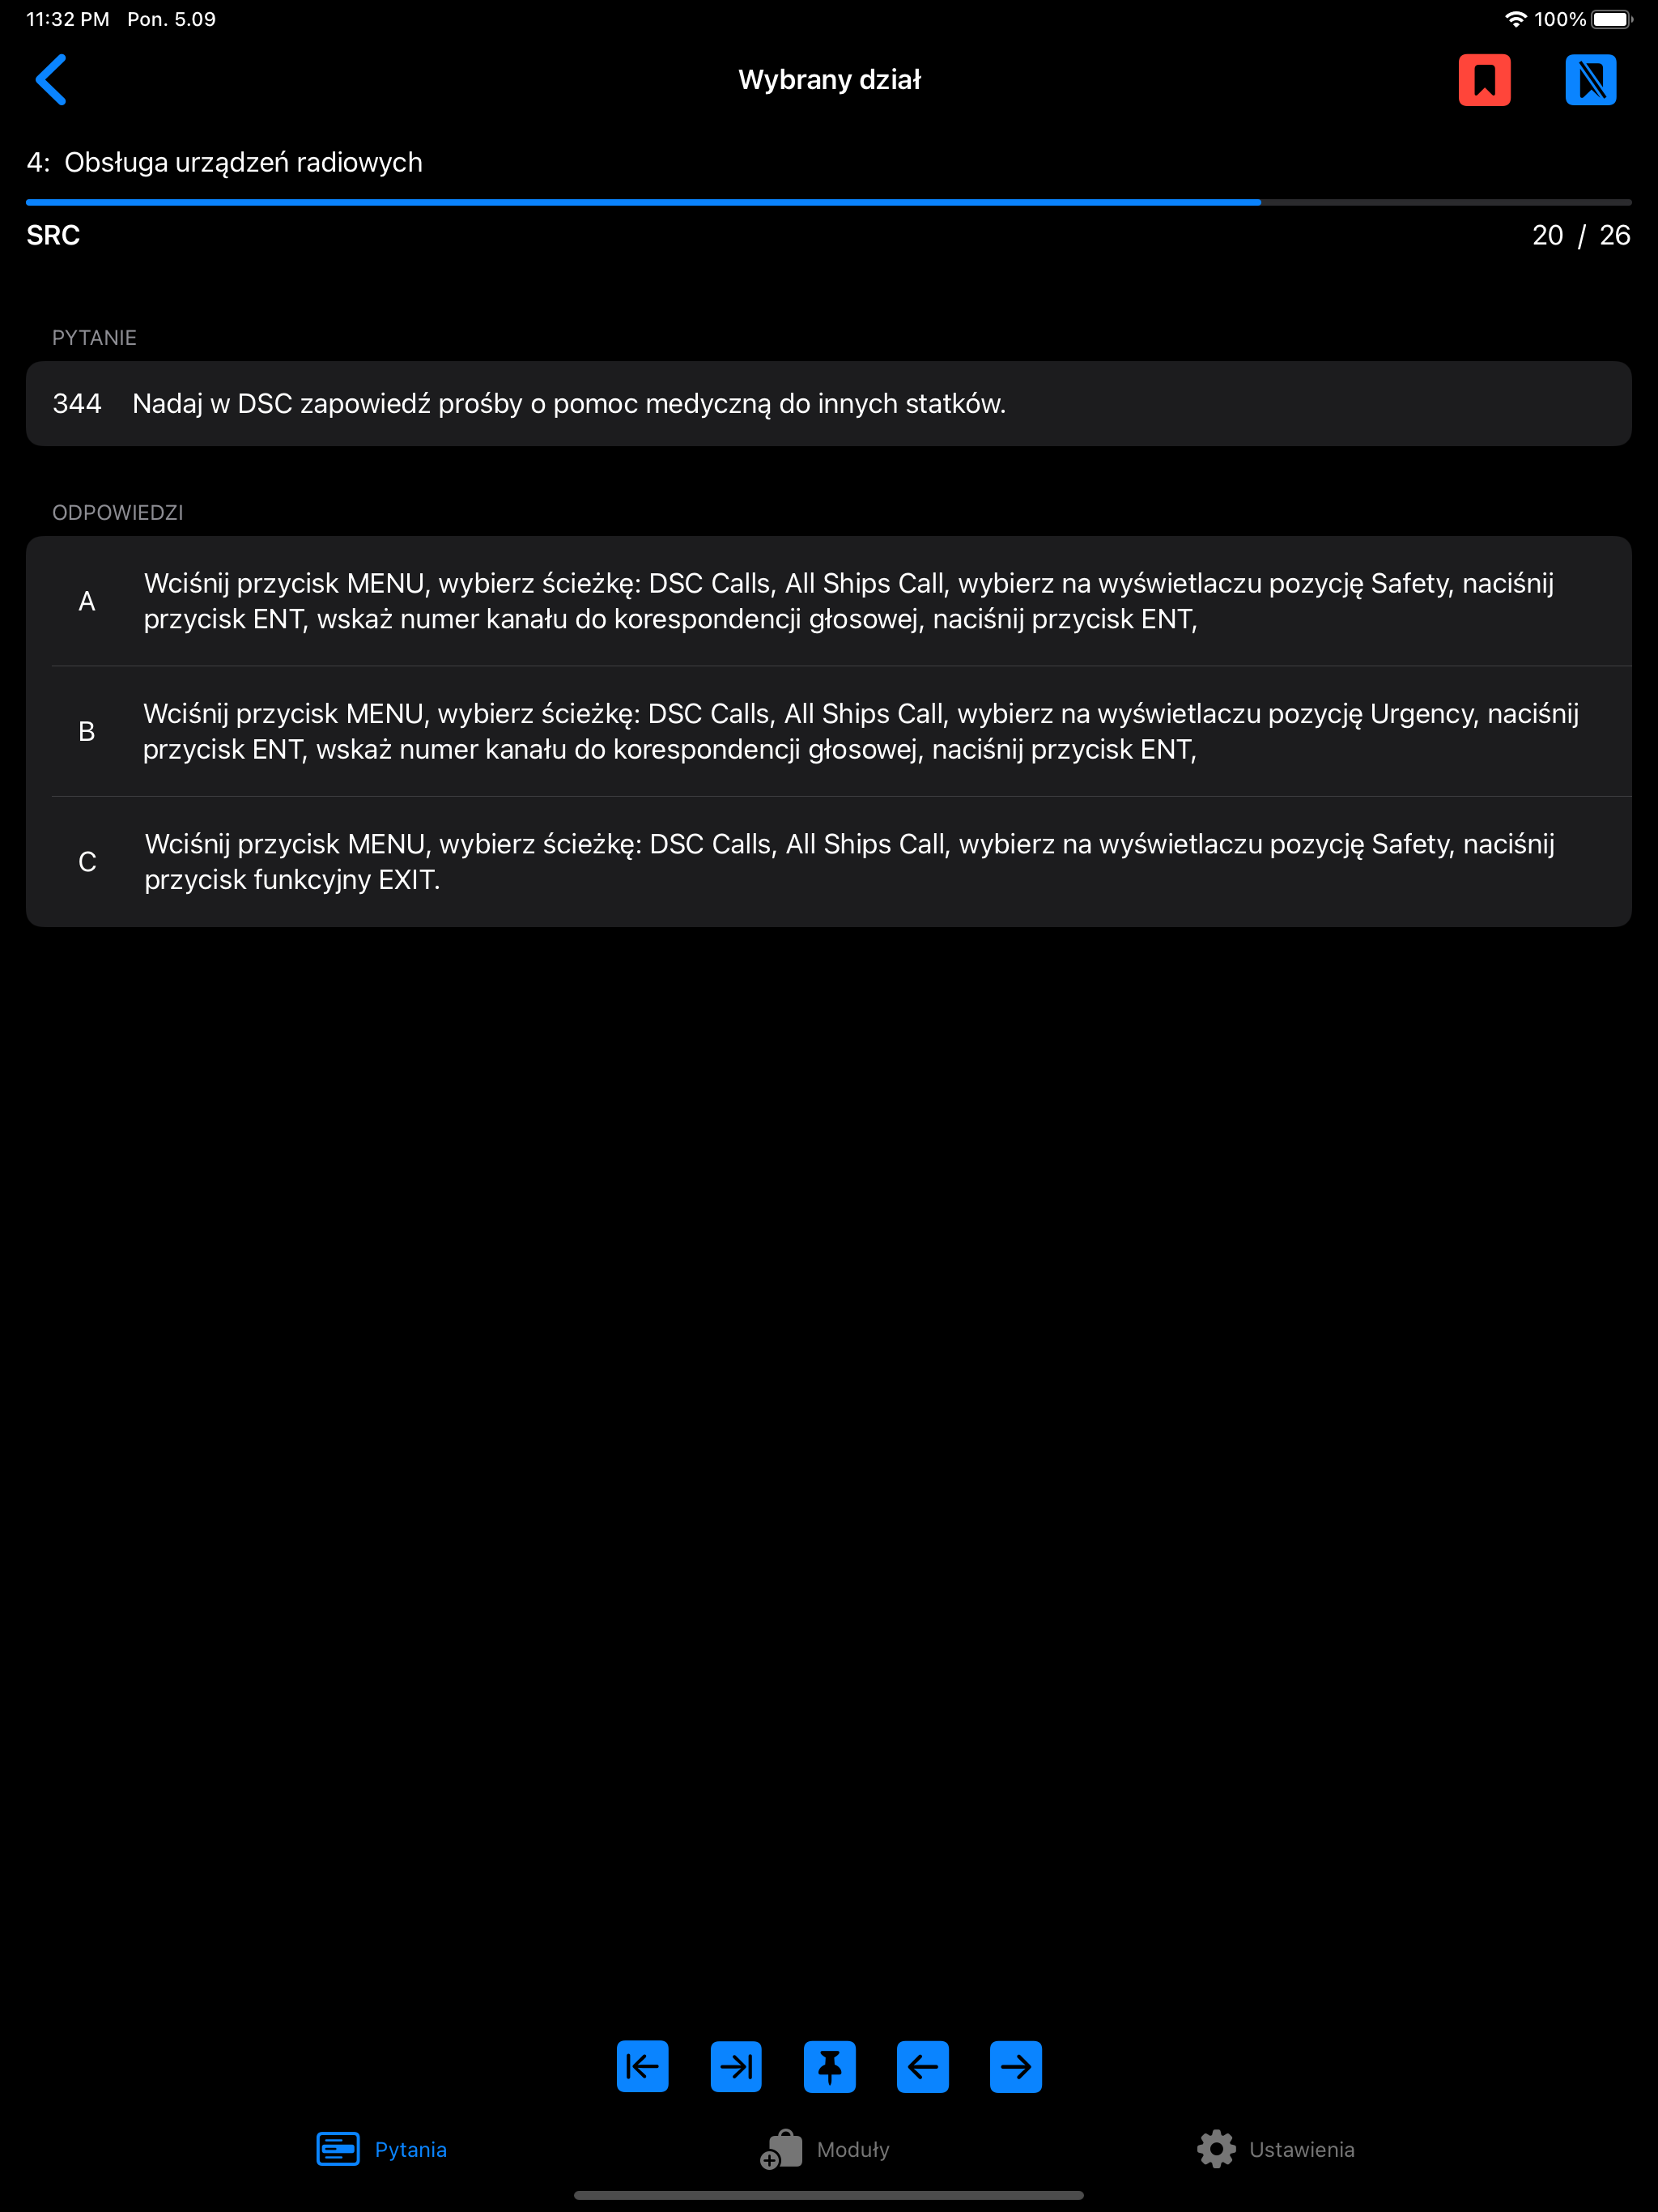 11:32 PM Pon. 5.09
100%
Wybrany dział
4: Obsługa urządzeń radiowych
SRC
20 / 26
PYTANIE
344 Nadaj w DSC zapowiedź prośby o pomoc medyczną do innych statków.
ODPOWIEDZI
A
Wciśnij przycisk MENU, wybierz ścieżkę: DSC Calls, All Ships Call, wybierz na wyświetlaczu pozycję Safety, naciśnij
przycisk ENT, wskaż numer kanału do korespondencji głosowej, naciśnij przycisk ENT,
B
Wciśnij przycisk MENU, wybierz ścieżkę: DSC Calls, All Ships Call, wybierz na wyświetlaczu pozycję Urgency, naciśnij
przycisk ENT, wskaż numer kanału do korespondencji głosowej, naciśnij przycisk ENT,
C
Wciśnij przycisk MENU, wybierz ścieżkę: DSC Calls, All Ships Call, wybierz na wyświetlaczu pozycję Safety, naciśnij
przycisk funkcyjny EXIT.
Pytania
Moduły
Ustawienia